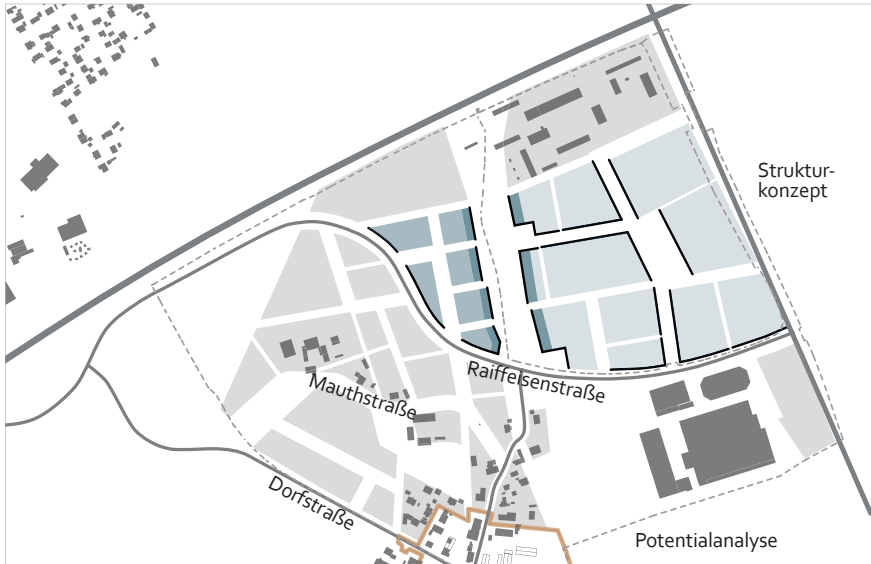 Struktur-
konzept
Raiffeisenstraße
Mauthstraße
Dorfstraße
Potentialanalyse